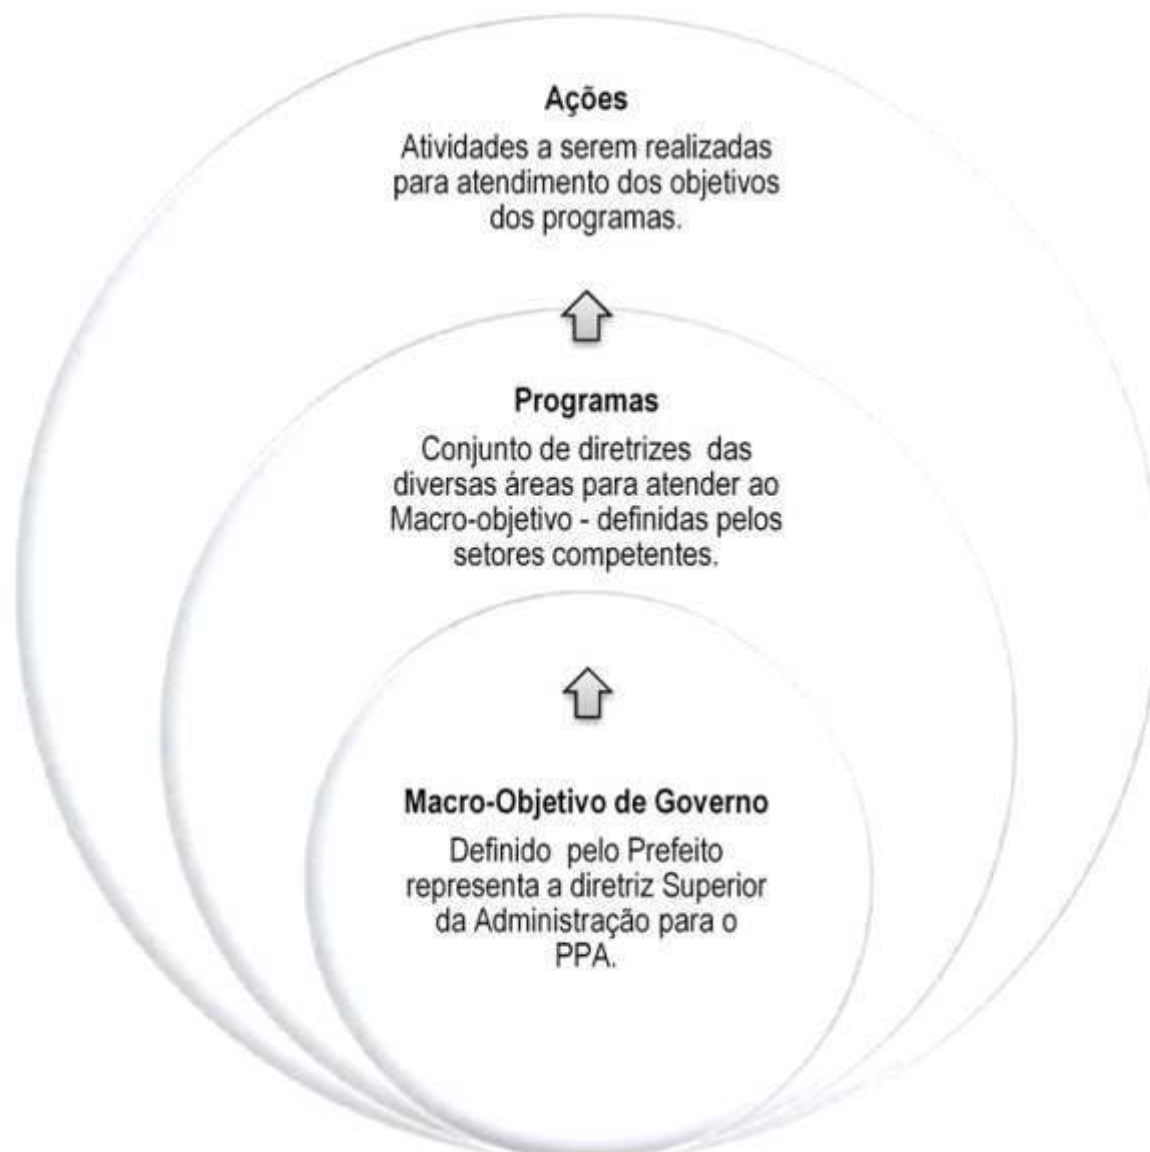 Ações
Atividades a serem realizadas
para atendimento dos objetivos
dos programas.
Programas
Conjunto de diretrizes das
diversas áreas para atender ao
Macro-objetivo - definidas pelos
setores competentes.
Macro-Objetivo de Governo
Definido pelo Prefeito
representa a diretriz Superior
da Administração para o
PPA.